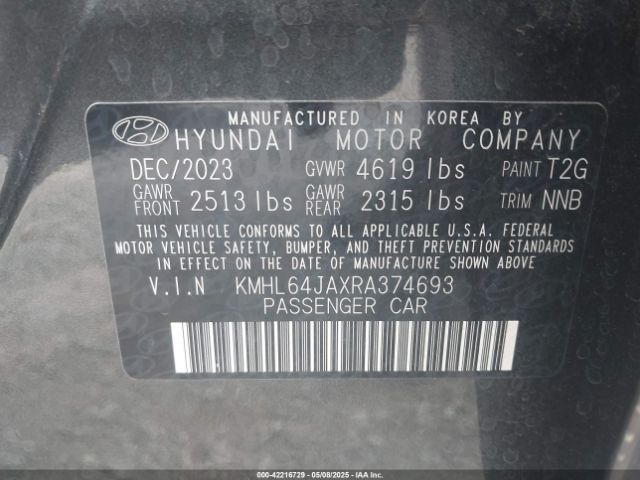 MANUFACTURED IN KOREA BY
HYUNDAI MOTOR COMPANY
DEC/2023 GVWR 4619 lbs PAINT T2G
GAWR FRONT 2513 lbs GAWR REAR 2315 lbs TRIM NNB
THIS VEHICLE CONFORMS TO ALL APPLICABLE U.S.A. FEDERAL
MOTOR VEHICLE SAFETY, BUMPER, AND THEFT PREVENTION STANDARDS
IN EFFECT ON THE DATE OF MANUFACTURE SHOWN ABOVE.
V.I.N KMHL64JAXRA374693
PASSENGER CAR
000-42216729 - 05/08/2025 - IAAI.COM